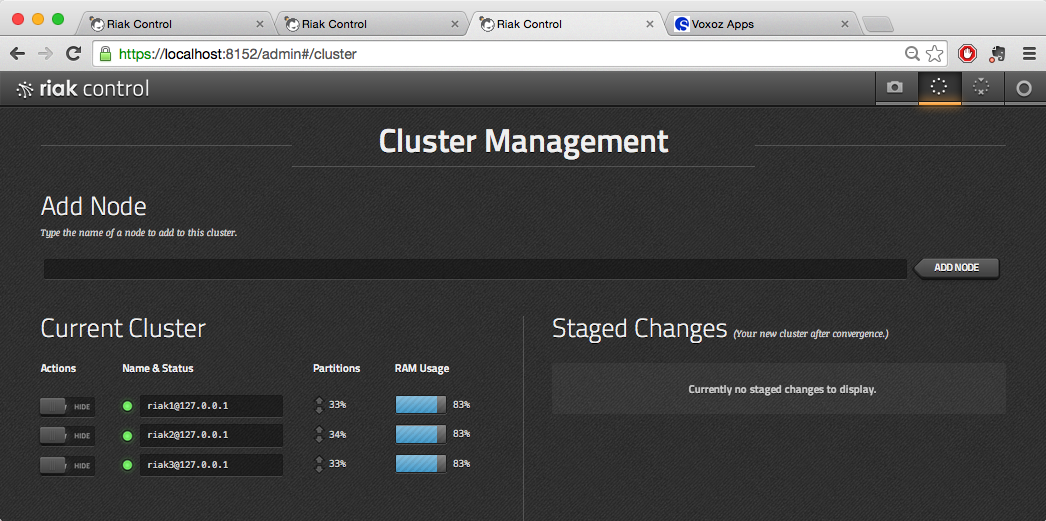 Riak Control
Riak Control
Riak Control
Voxoz Apps
https://localhost:8152/admin#/cluster
riak control
Cluster Management
Add Node
Type the name of a node to add to this cluster.
ADD NODE
Current Cluster
Actions Name & Status Partitions RAM Usage
HIDE riak1@127.0.0.1 33% 83%
HIDE riak2@127.0.0.1 34% 83%
HIDE riak3@127.0.0.1 33% 83%
Staged Changes (Your new cluster after convergence.)
Currently no staged changes to display.